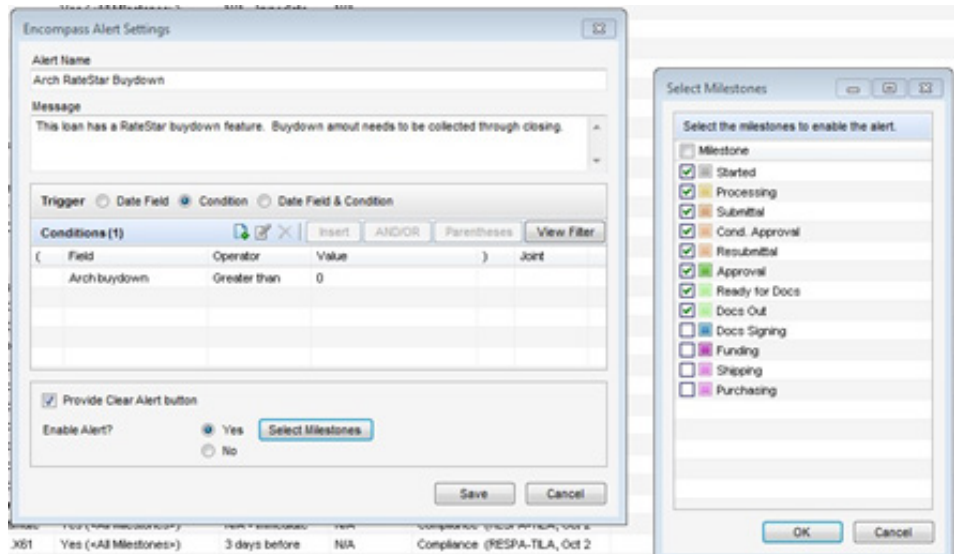 Encompass Alert Settings
Alert Name
Arch RateStar Buydown
Message
This loan has a RateStar buydown feature. Buydown amout needs to be collected through closing.
Trigger Date Field Condition Date Field & Condition
Conditions (1) Insert AND/OR Parentheses View Filter
( Field Operator Value ) Joint
Arch buydown Greater than 0
Provide Clear Alert button
Enable Alert? Yes Select Milestones
No
Save Cancel
Select Milestones
Select the milestones to enable the alert.
Milestone
Started
Processing
Submittal
Cond. Approval
Resubmittal
Approval
Ready for Docs
Docs Out
Docs Signing
Funding
Shipping
Purchasing
OK Cancel
X61 Yes (<All Milestones>) 3 days before N/A Compliance (RESPA-TILA, Oct 2